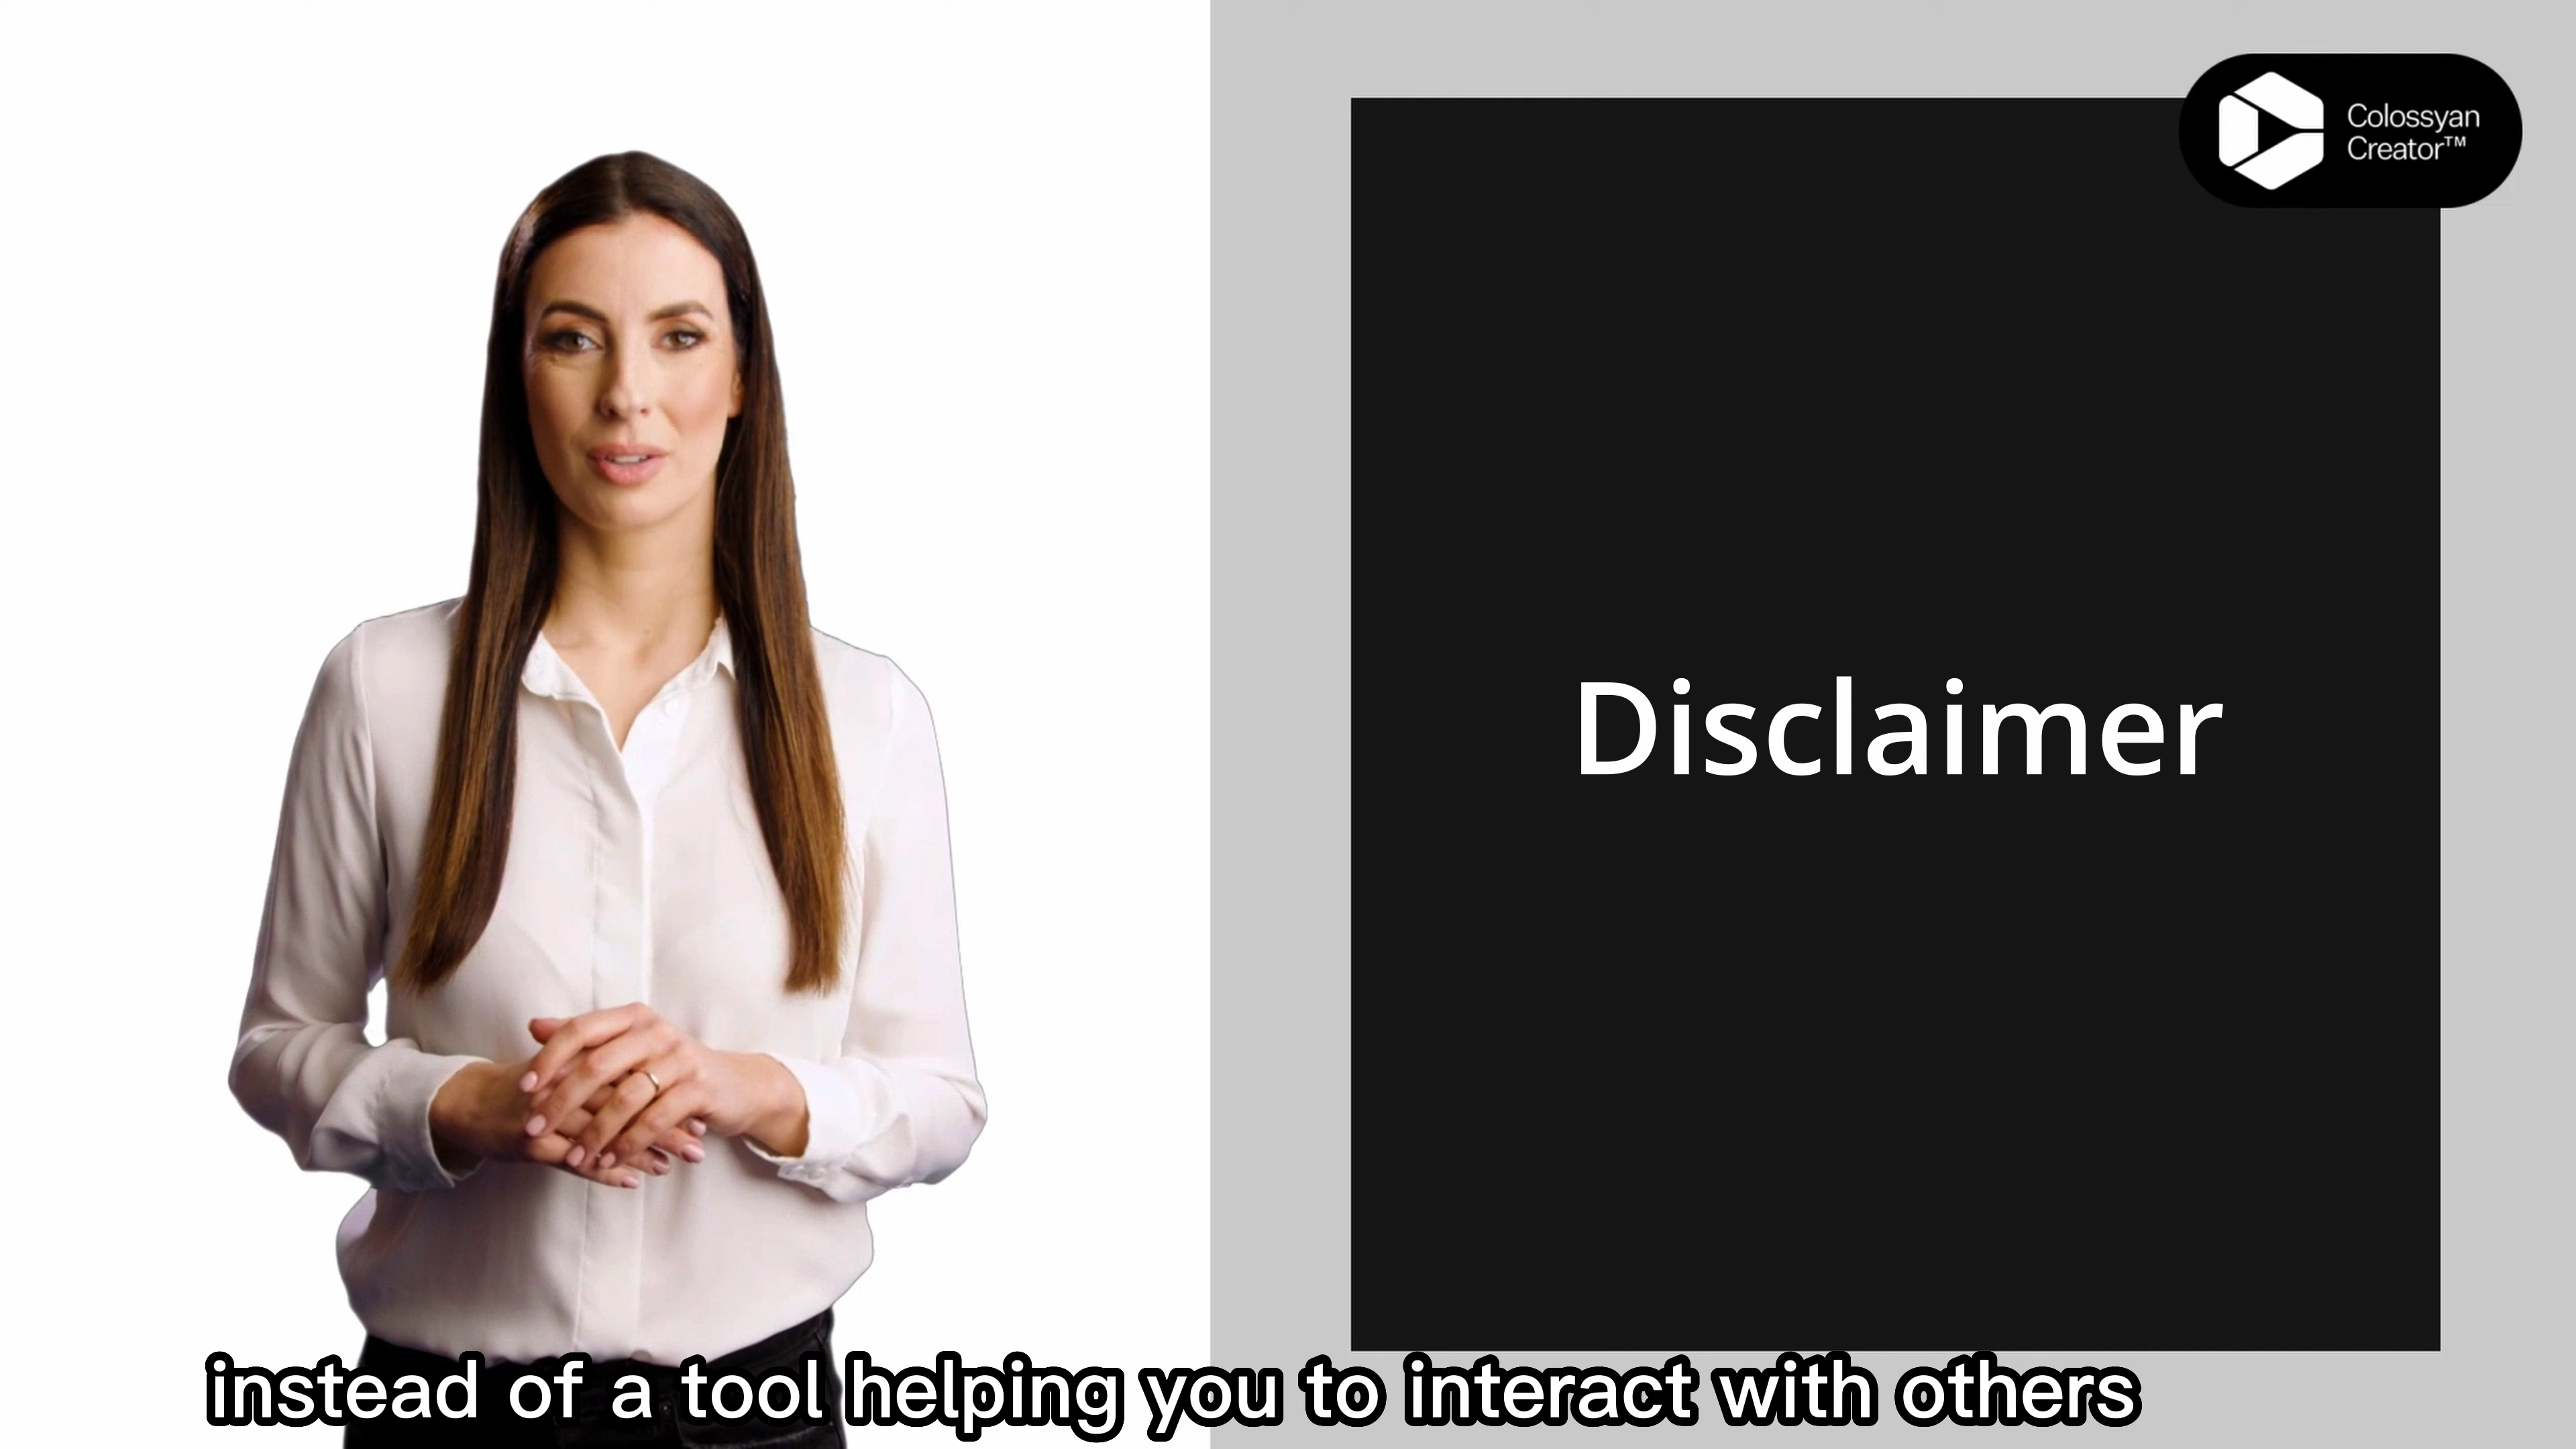 Colossyan
Creator™
Disclaimer
instead of a tool helping you to interact with others